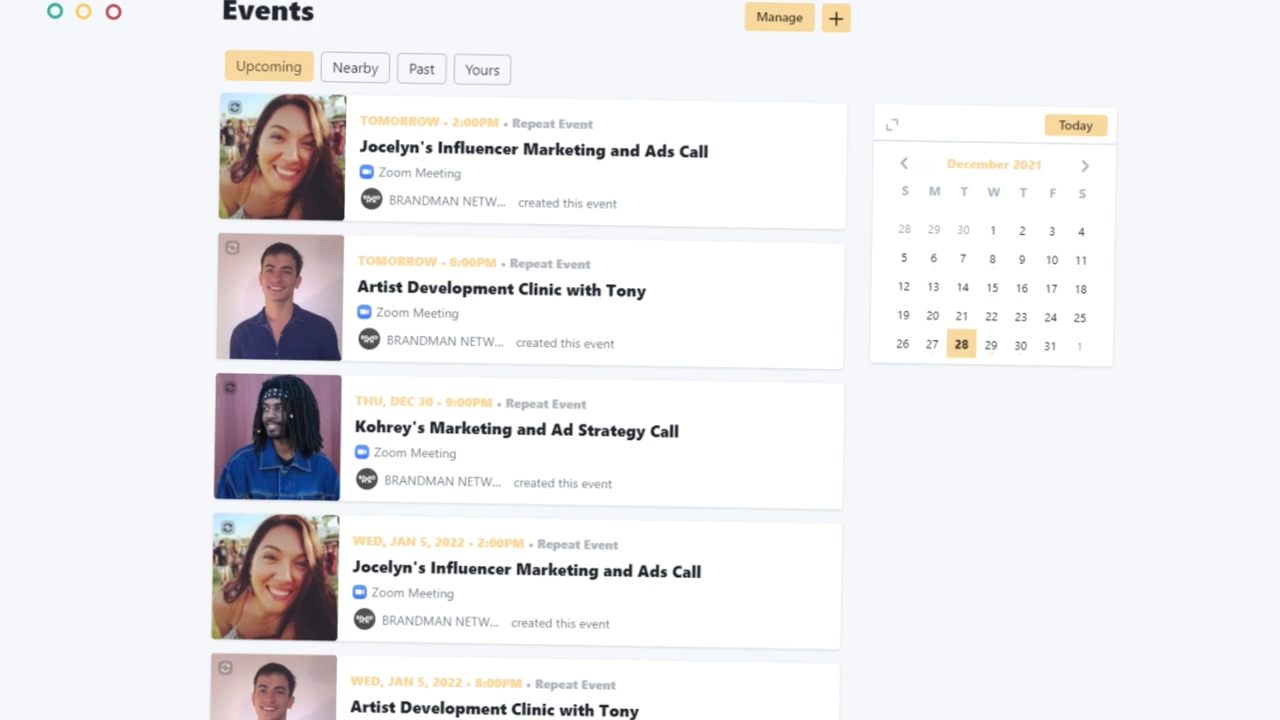 Events
Manage
+
Upcoming
Nearby
Past
Yours
TOMORROW • 2:00PM • Repeat Event
Jocelyn's Influencer Marketing and Ads Call
Zoom Meeting
BRANDMAN NETW... created this event
TOMORROW • 8:00PM • Repeat Event
Artist Development Clinic with Tony
Zoom Meeting
BRANDMAN NETW... created this event
THU, DEC 30 • 9:00PM • Repeat Event
Kohrey's Marketing and Ad Strategy Call
Zoom Meeting
BRANDMAN NETW... created this event
WED, JAN 5, 2022 • 2:00PM • Repeat Event
Jocelyn's Influencer Marketing and Ads Call
Zoom Meeting
BRANDMAN NETW... created this event
WED, JAN 5, 2022 • 8:00PM • Repeat Event
Artist Development Clinic with Tony
Today
December 2021
S M T W T F S
28 29 30 1 2 3 4
5 6 7 8 9 10 11
12 13 14 15 16 17 18
19 20 21 22 23 24 25
26 27 28 29 30 31 1